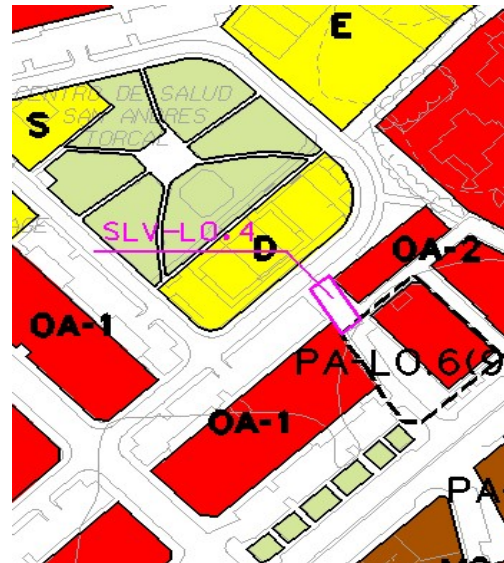 E
CENTRO DE SALUD
SAN ANDRES
TORCAL
S
SLV-LO.4
D
OA-2
OA-1
PA-LO.6(9
OA-1
PA-